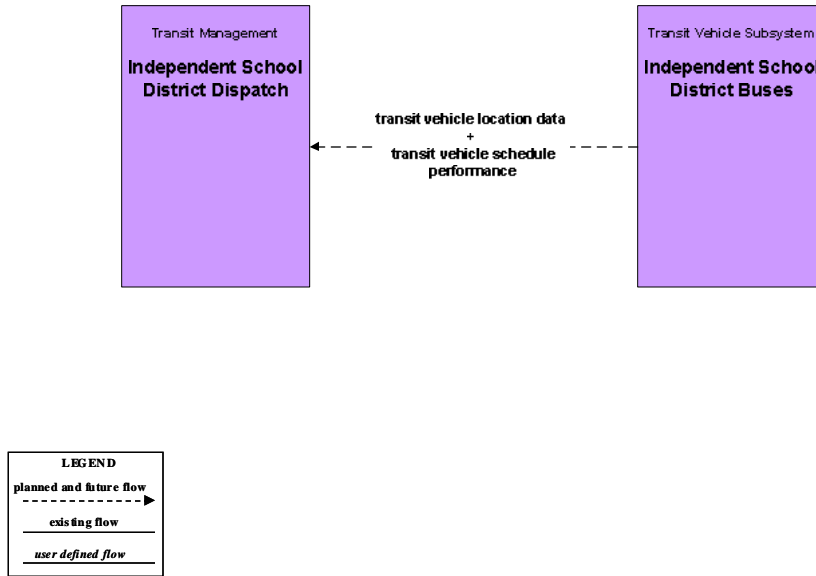 Transit Management
Independent School
District Dispatch
Transit Vehicle Subsystem
Independent School
District Buses
transit vehicle location data
+
transit vehicle schedule
performance
LEGEND
planned and future flow
existing flow
user defined flow